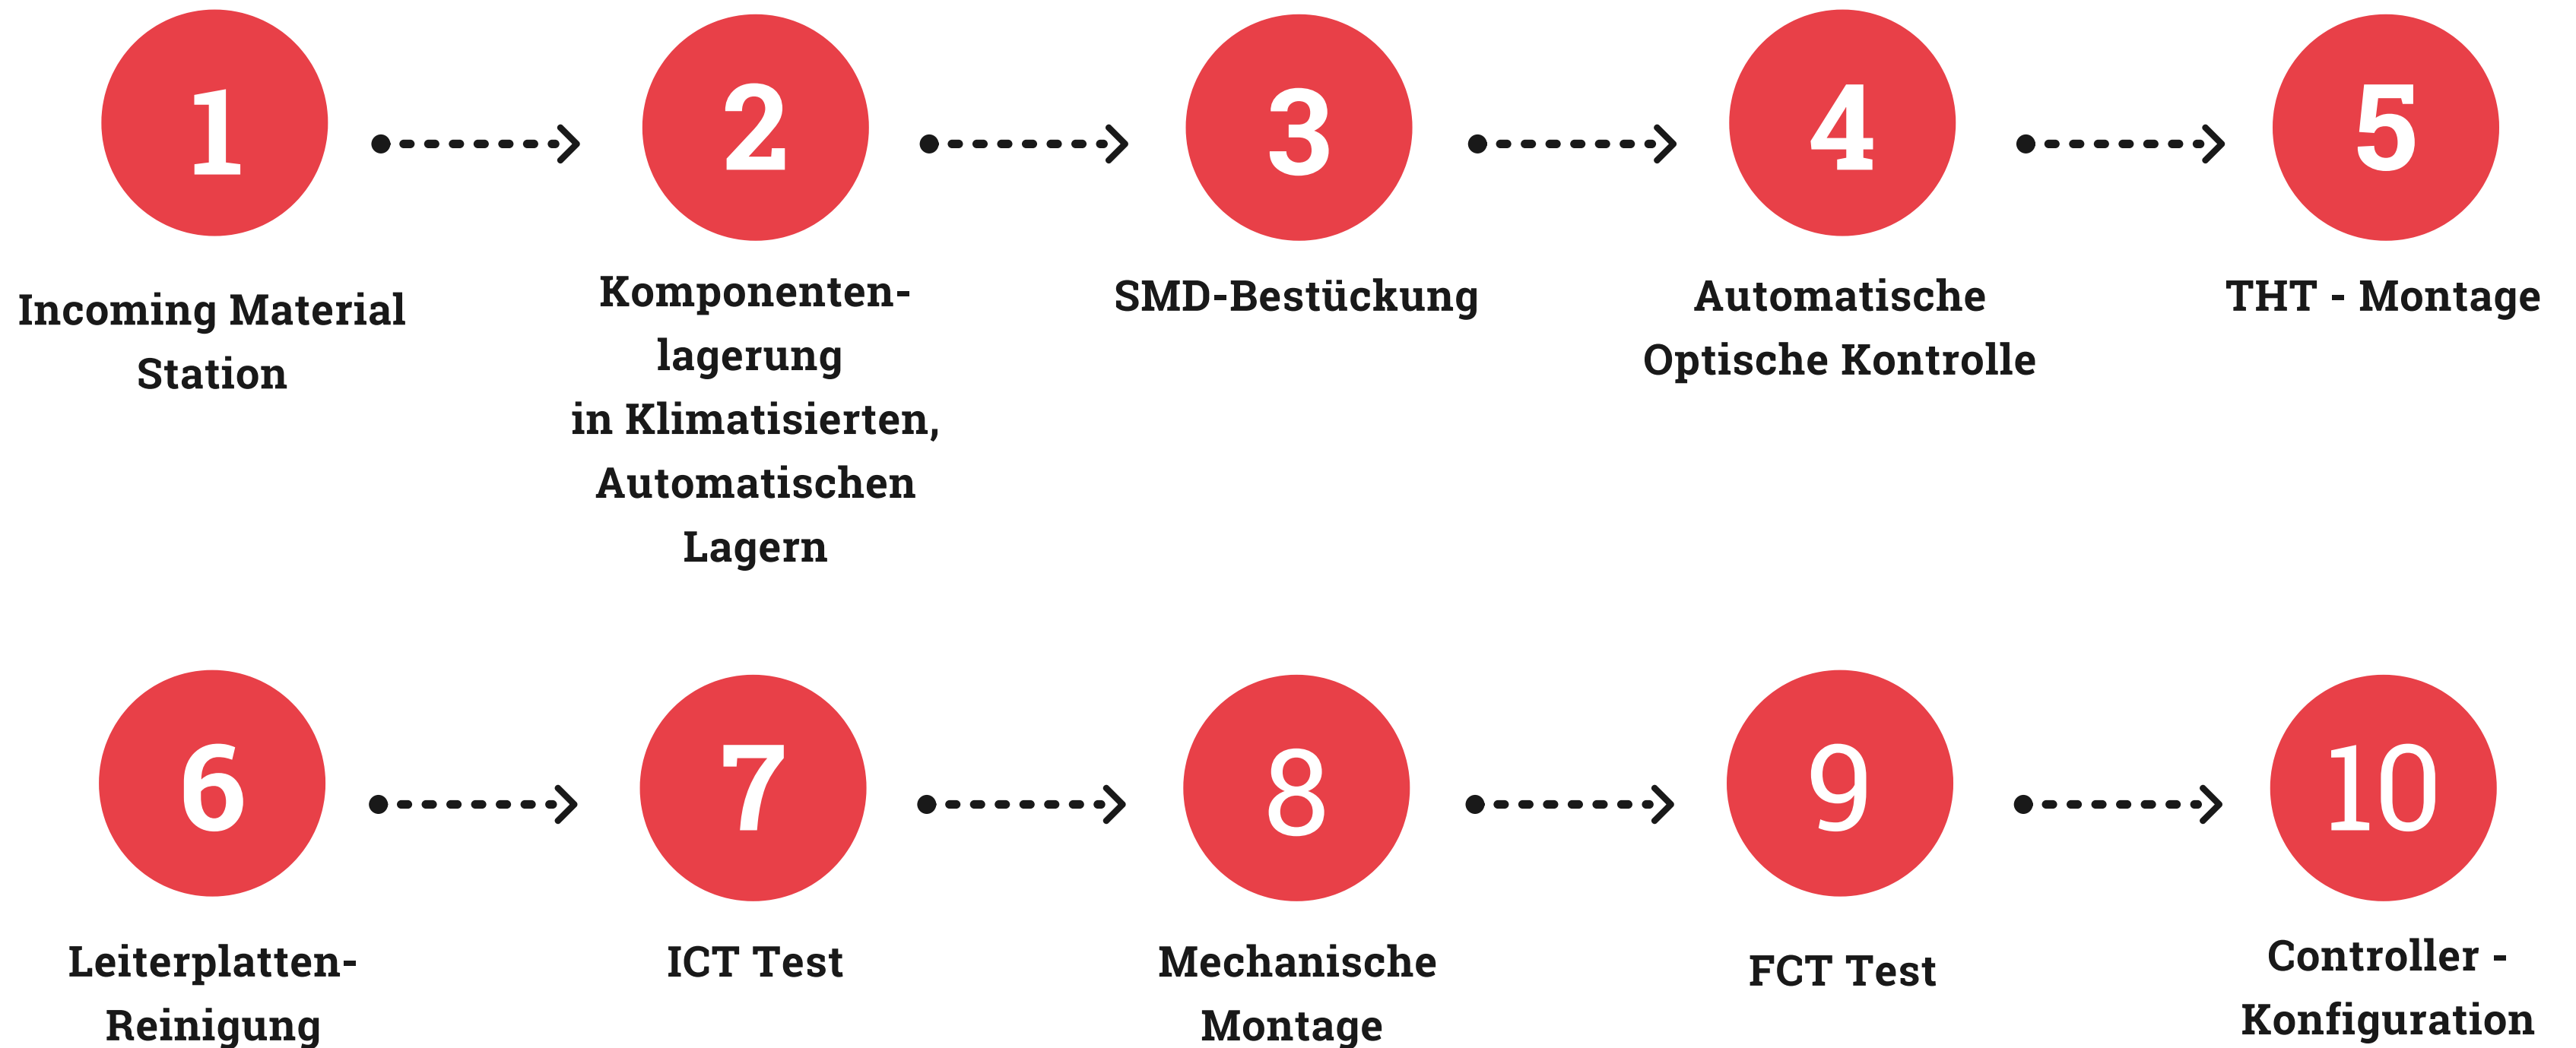 1
Incoming Material
Station
2
Komponenten-
lagerung
in Klimatisierten,
Automatischen
Lagern
3
SMD-Bestückung
4
Automatische
Optische Kontrolle
5
THT - Montage
6
Leiterplatten-
Reinigung
7
ICT Test
8
Mechanische
Montage
9
FCT Test
10
Controller -
Konfiguration